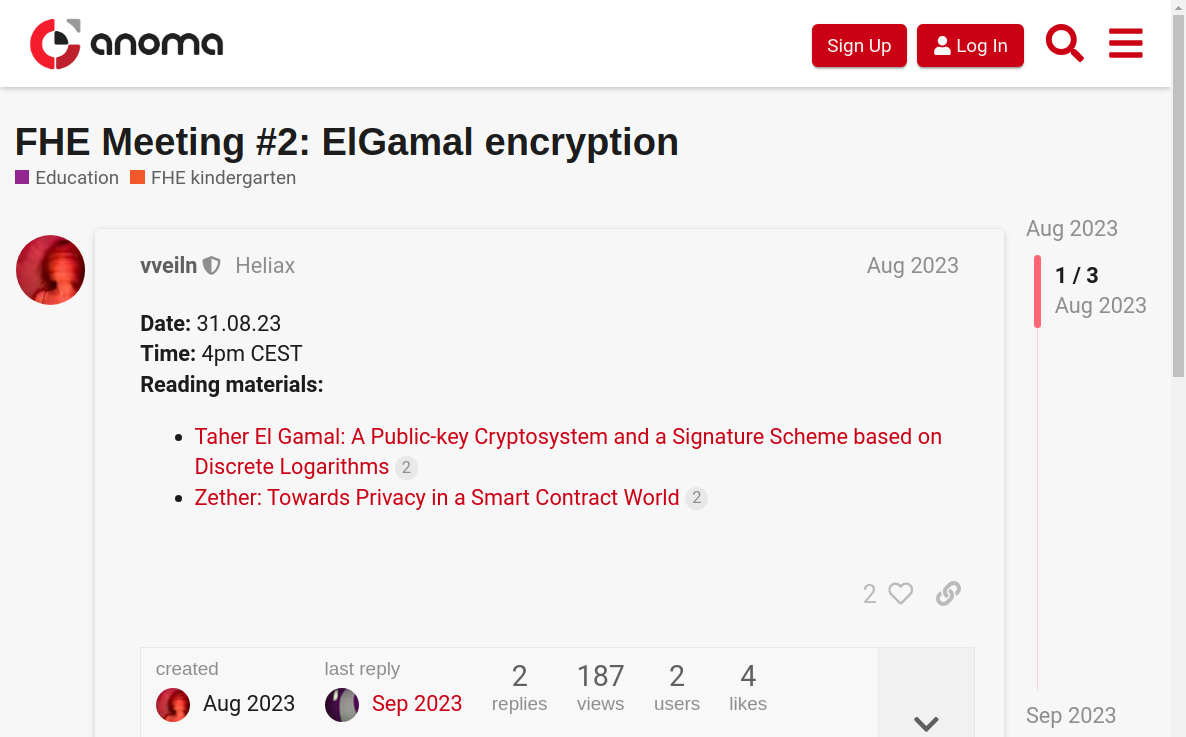 anoma
Sign Up
Log In
FHE Meeting #2: ElGamal encryption
Education FHE kindergarten
vveiln Heliax Aug 2023
Date: 31.08.23
Time: 4pm CEST
Reading materials:
Taher El Gamal: A Public-key Cryptosystem and a Signature Scheme based on
Discrete Logarithms 2
Zether: Towards Privacy in a Smart Contract World 2
2
created
Aug 2023
last reply
Sep 2023
2
replies
187
views
2
users
4
likes
Aug 2023
1 / 3
Aug 2023
Sep 2023